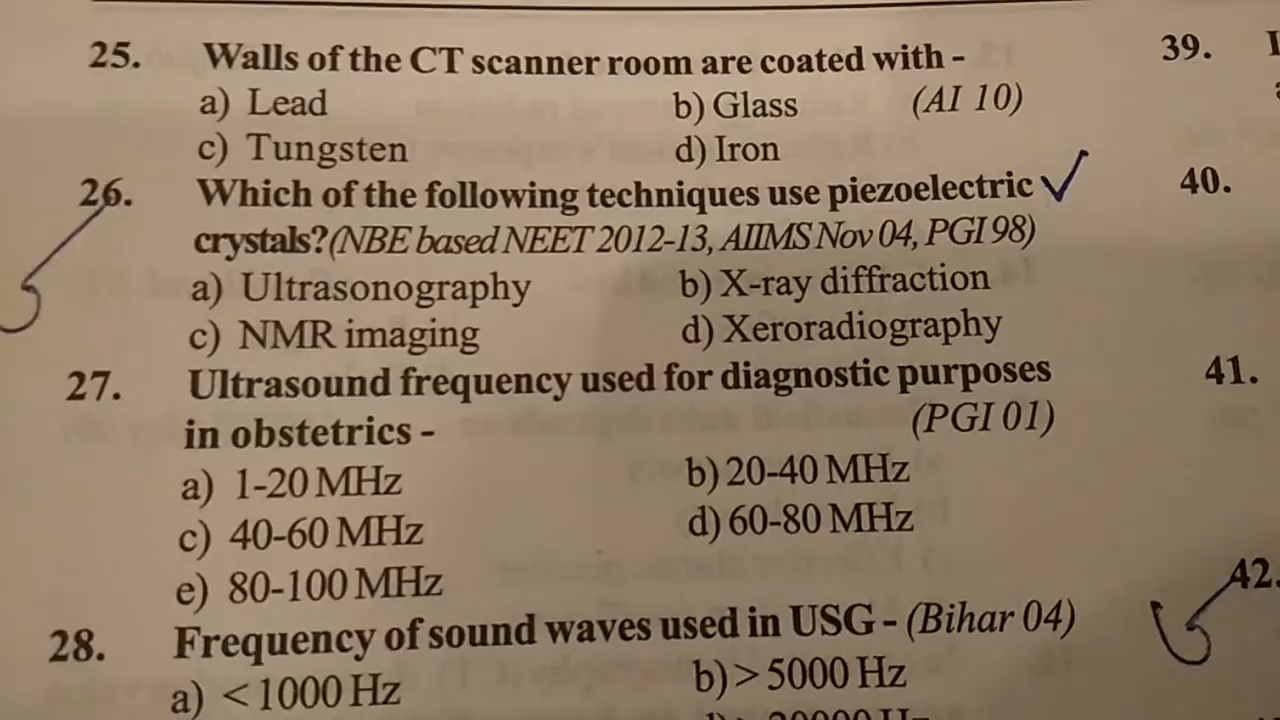 25. Walls of the CT scanner room are coated with -
a) Lead b) Glass (AI 10)
c) Tungsten d) Iron
26. Which of the following techniques use piezoelectric
crystals? (NBE based NEET 2012-13, AIIMS Nov 04, PGI 98)
a) Ultrasonography b) X-ray diffraction
c) NMR imaging d) Xeroradiography
27. Ultrasound frequency used for diagnostic purposes
in obstetrics - (PGI 01)
a) 1-20 MHz b) 20-40 MHz
c) 40-60 MHz d) 60-80 MHz
e) 80-100 MHz
28. Frequency of sound waves used in USG - (Bihar 04)
a) < 1000 Hz b) > 5000 Hz
39.
40.
41.
42.